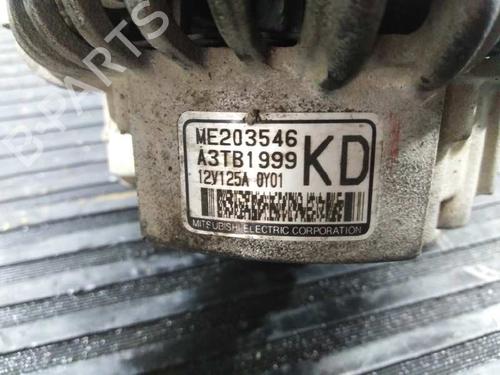 ME203546
A3TB1999
KD
12V125A 0Y01
MITSUBISHI ELECTRIC CORPORATION
B-PARTS